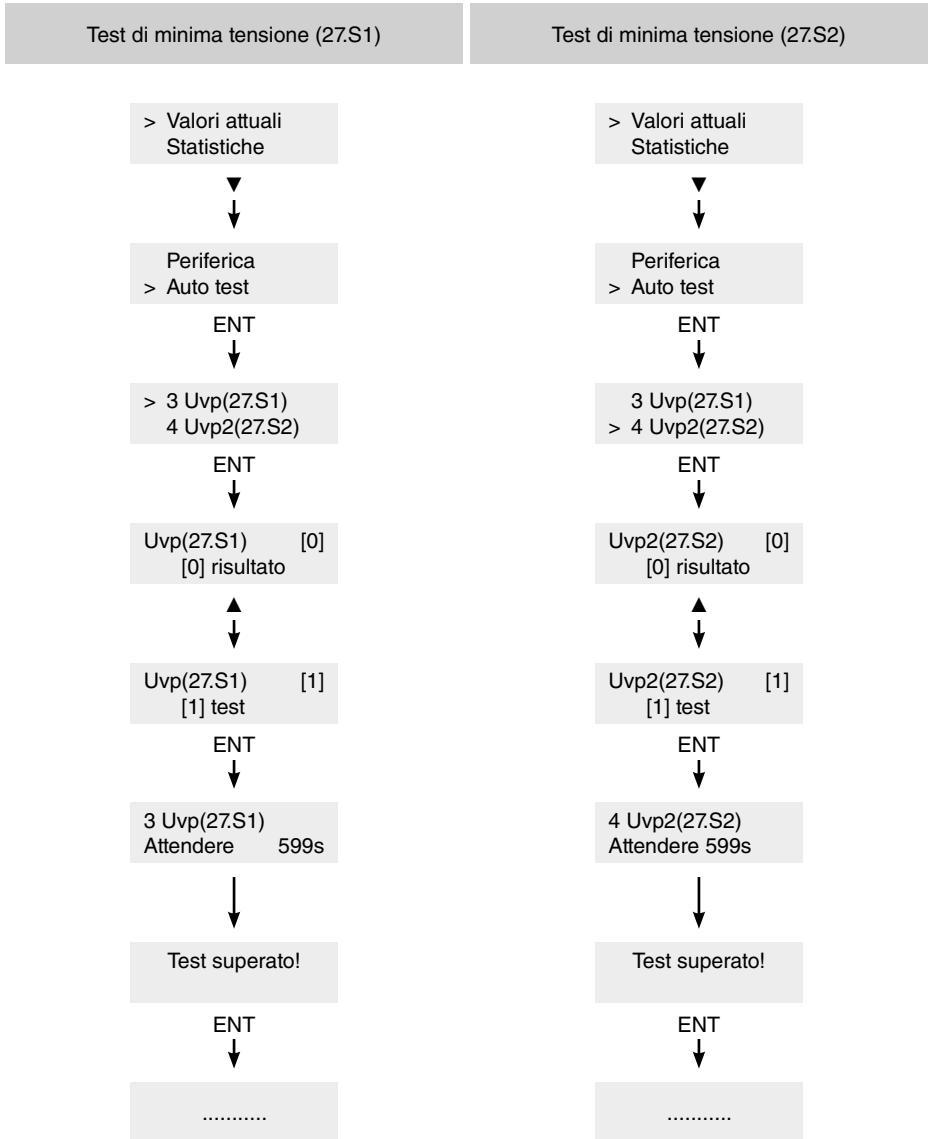 Test di minima tensione (27.S1)
> Valori attuali
Statistiche
▼
Periferica
> Auto test
ENT
> 3 Uvp(27.S1)
4 Uvp2(27.S2)
ENT
Uvp(27.S1) [0]
[0] risultato
▲
Uvp(27.S1) [1]
[1] test
ENT
3 Uvp(27.S1)
Attendere 599s
Test superato!
ENT
...........
Test di minima tensione (27.S2)
> Valori attuali
Statistiche
▼
Periferica
> Auto test
ENT
3 Uvp(27.S1)
> 4 Uvp2(27.S2)
ENT
Uvp2(27.S2) [0]
[0] risultato
▲
Uvp2(27.S2) [1]
[1] test
ENT
4 Uvp2(27.S2)
Attendere 599s
Test superato!
ENT
...........